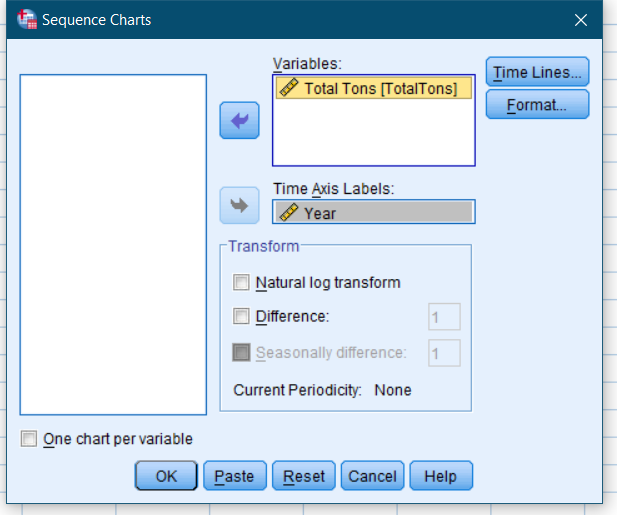 Sequence Charts
Variables:
Total Tons [TotalTons]
Time Lines...
Format...
Time Axis Labels:
Year
Transform
Natural log transform
Difference: 1
Seasonally difference: 1
Current Periodicity: None
One chart per variable
OK Paste Reset Cancel Help